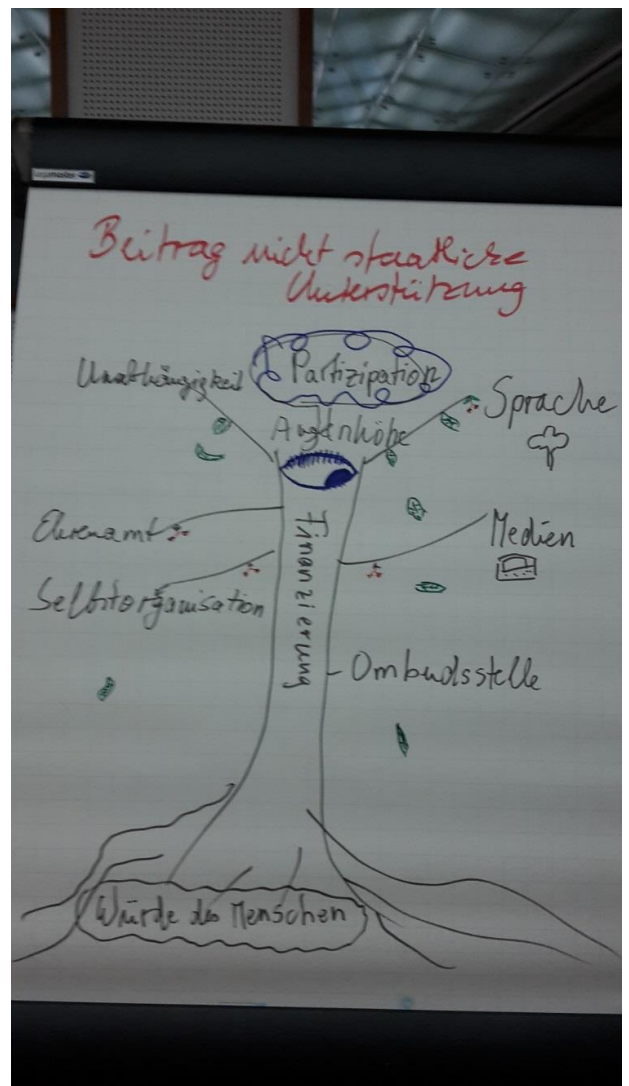 Beitrag nicht staatliche
Unterstützung
Partizipation
Unabhängigkeit
Augenhöhe
Sprache
Ehrenamt
Medien
Selbstorganisation
Finanzierung
Ombudsstelle
Würde des Menschen